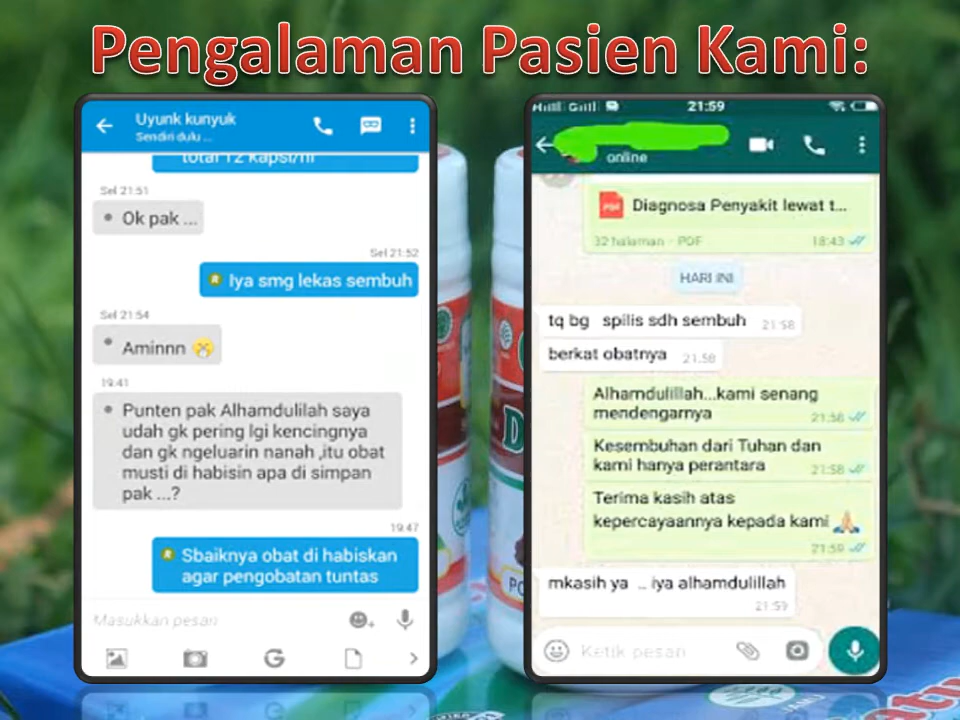 Pengalaman Pasien Kami:
Uyunk kunyuk
Sendiri dulu ...
total 12 kapsl/hr
Sel 21:51
Ok pak ...
Sel 21:52
Iya smg lekas sembuh
Sel 21:54
Aminnn
19:41
Punten pak Alhamdulilah saya
udah gk pering lgi kencingnya
dan gk ngeluarin nanah ,itu obat
musti di habisin apa di simpan
pak ...?
19:47
Sbaiknya obat di habiskan
agar pengobatan tuntas
Masukkan pesan
21:59
online
PDF
Diagnosa Penyakit lewat t...
32 halaman · PDF
18:43
HARI INI
tq bg spilis sdh sembuh 21:58
berkat obatnya 21.58
Alhamdulillah...kami senang
mendengarnya
21:58
Kesembuhan dari Tuhan dan
kami hanya perantara
21:58
Terima kasih atas
kepercayaannya kepada kami
21:59
mkasih ya .. iya alhamdulillah
21:59
Ketik pesan